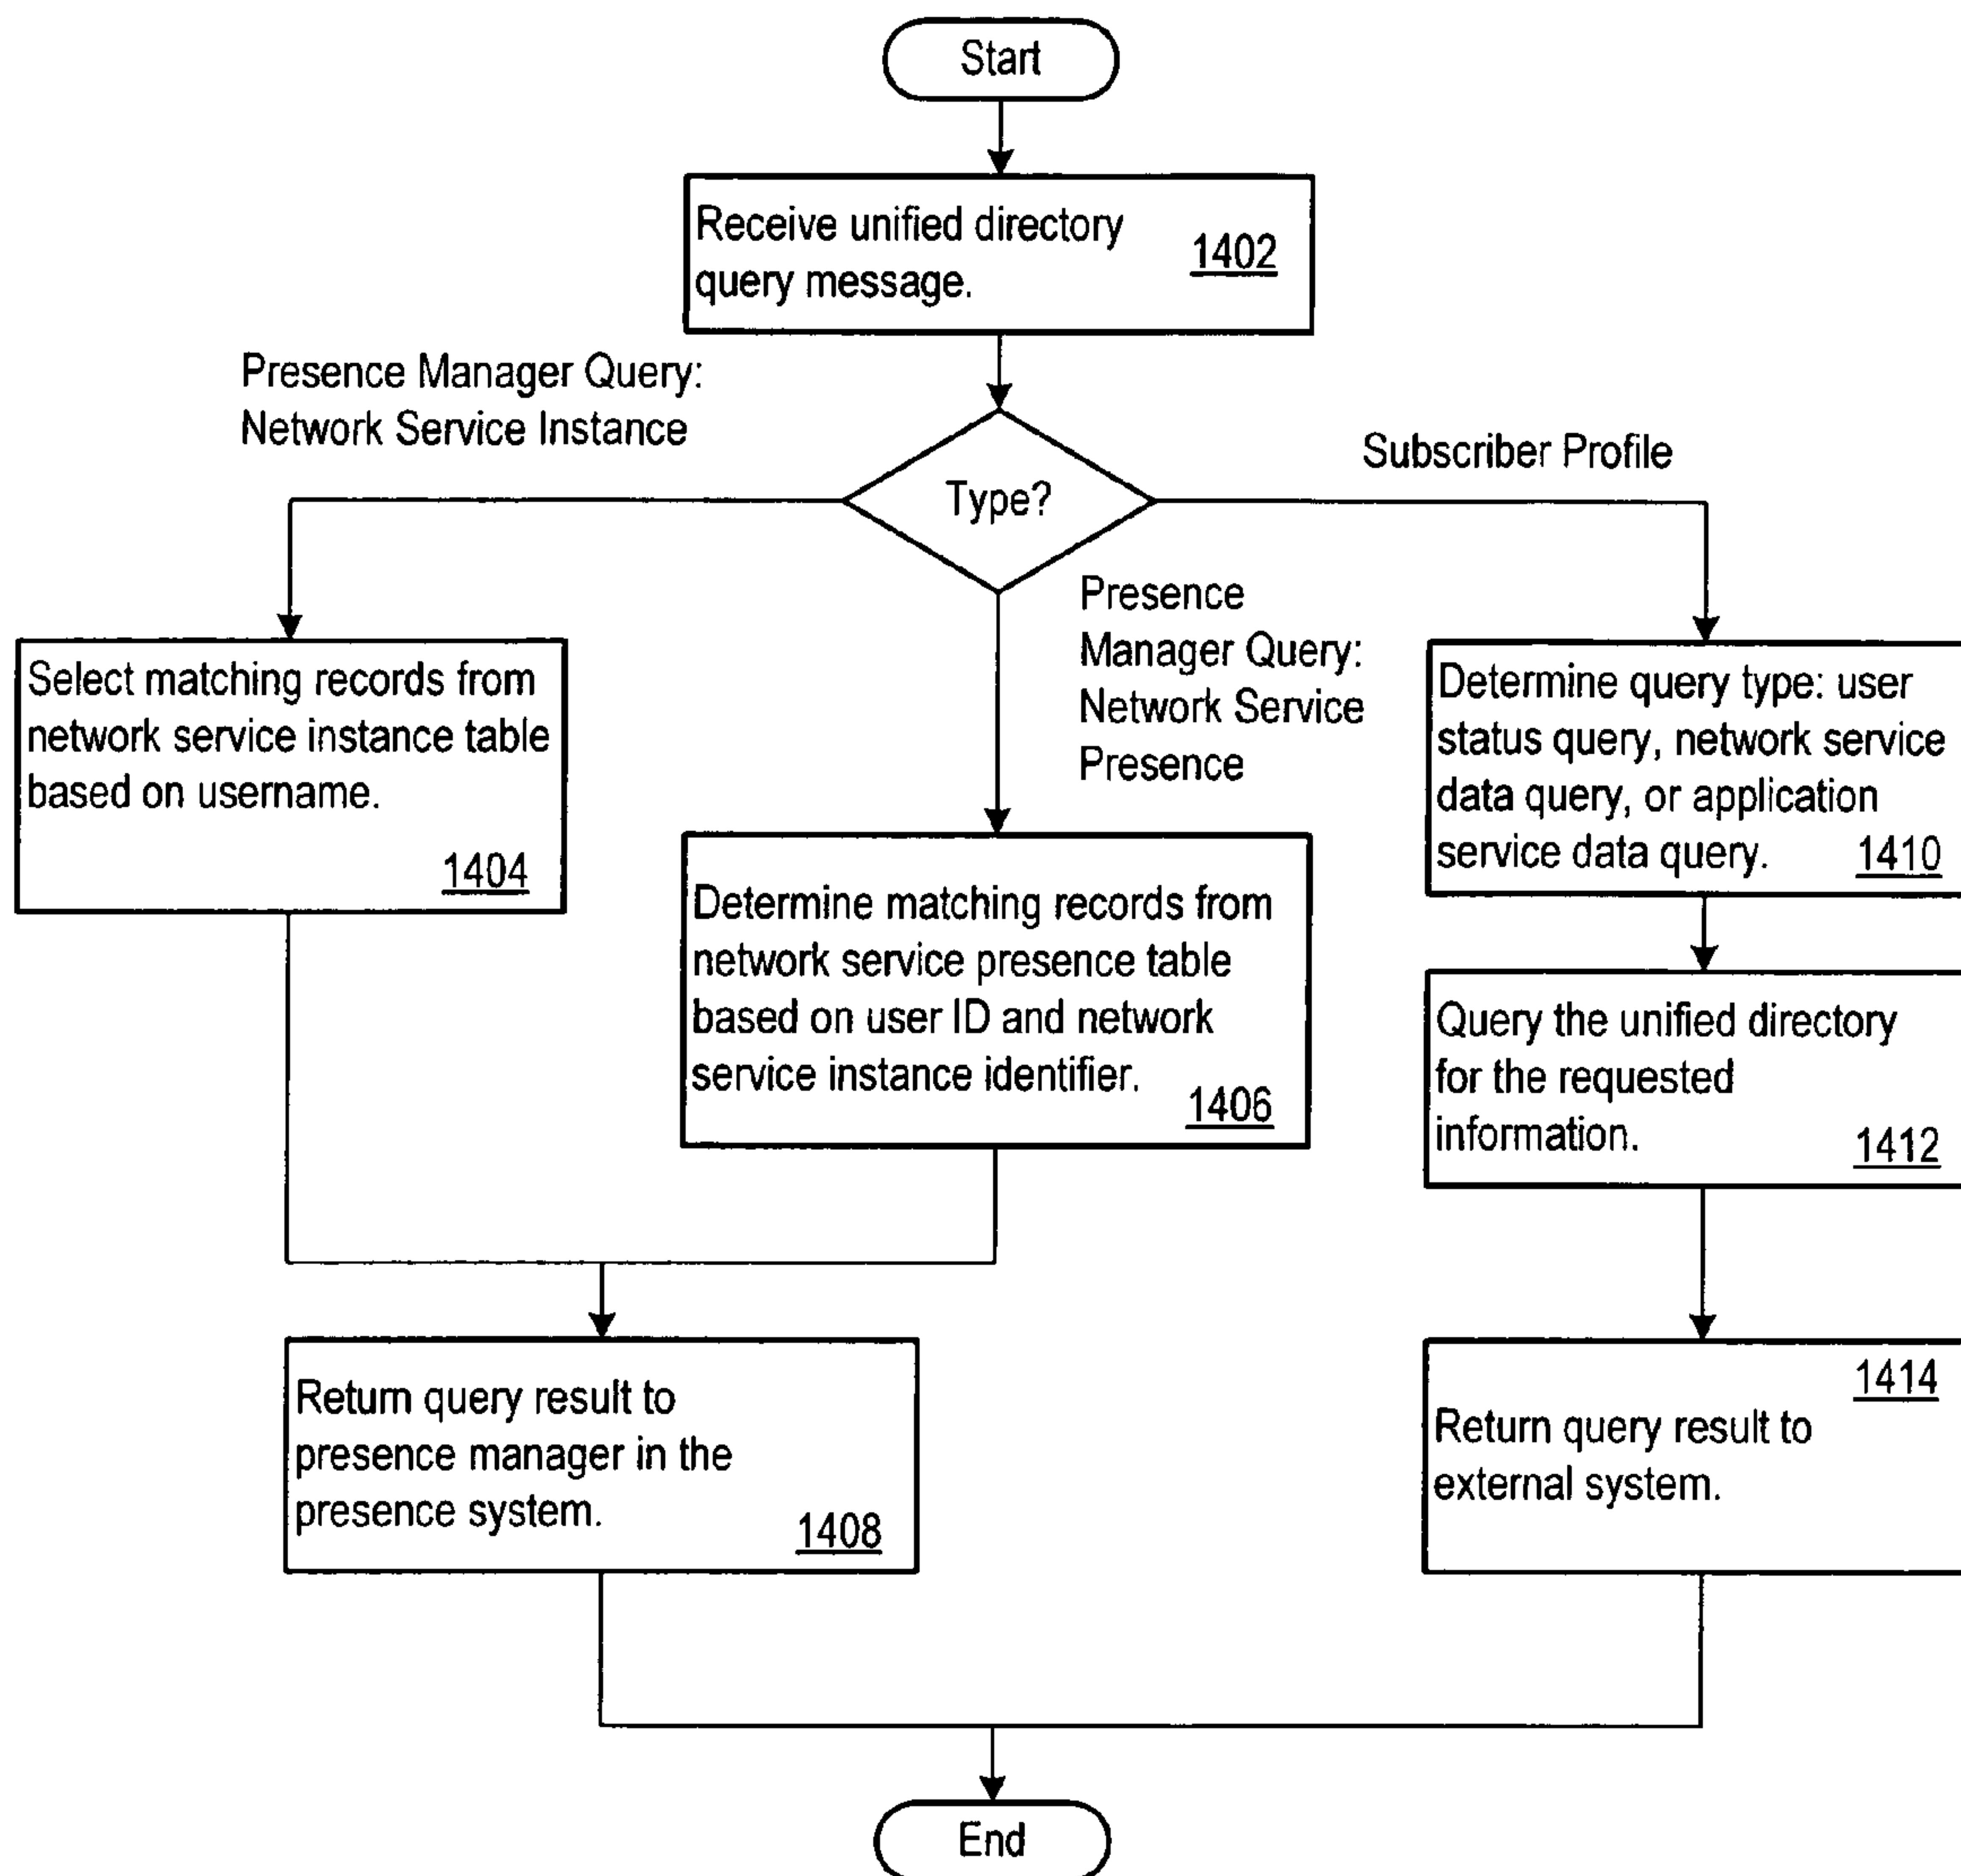 Start
Receive unified directory
query message.
1402
Presence Manager Query:
Network Service Instance
Type?
Subscriber Profile
Presence
Manager Query:
Network Service
Presence
Select matching records from
network service instance table
based on username.
1404
Determine matching records from
network service presence table
based on user ID and network
service instance identifier.
1406
Determine query type: user
status query, network service
data query, or application
service data query.
1410
Query the unified directory
for the requested
information.
1412
Return query result to
presence manager in the
presence system.
1408
1414
Return query result to
external system.
End